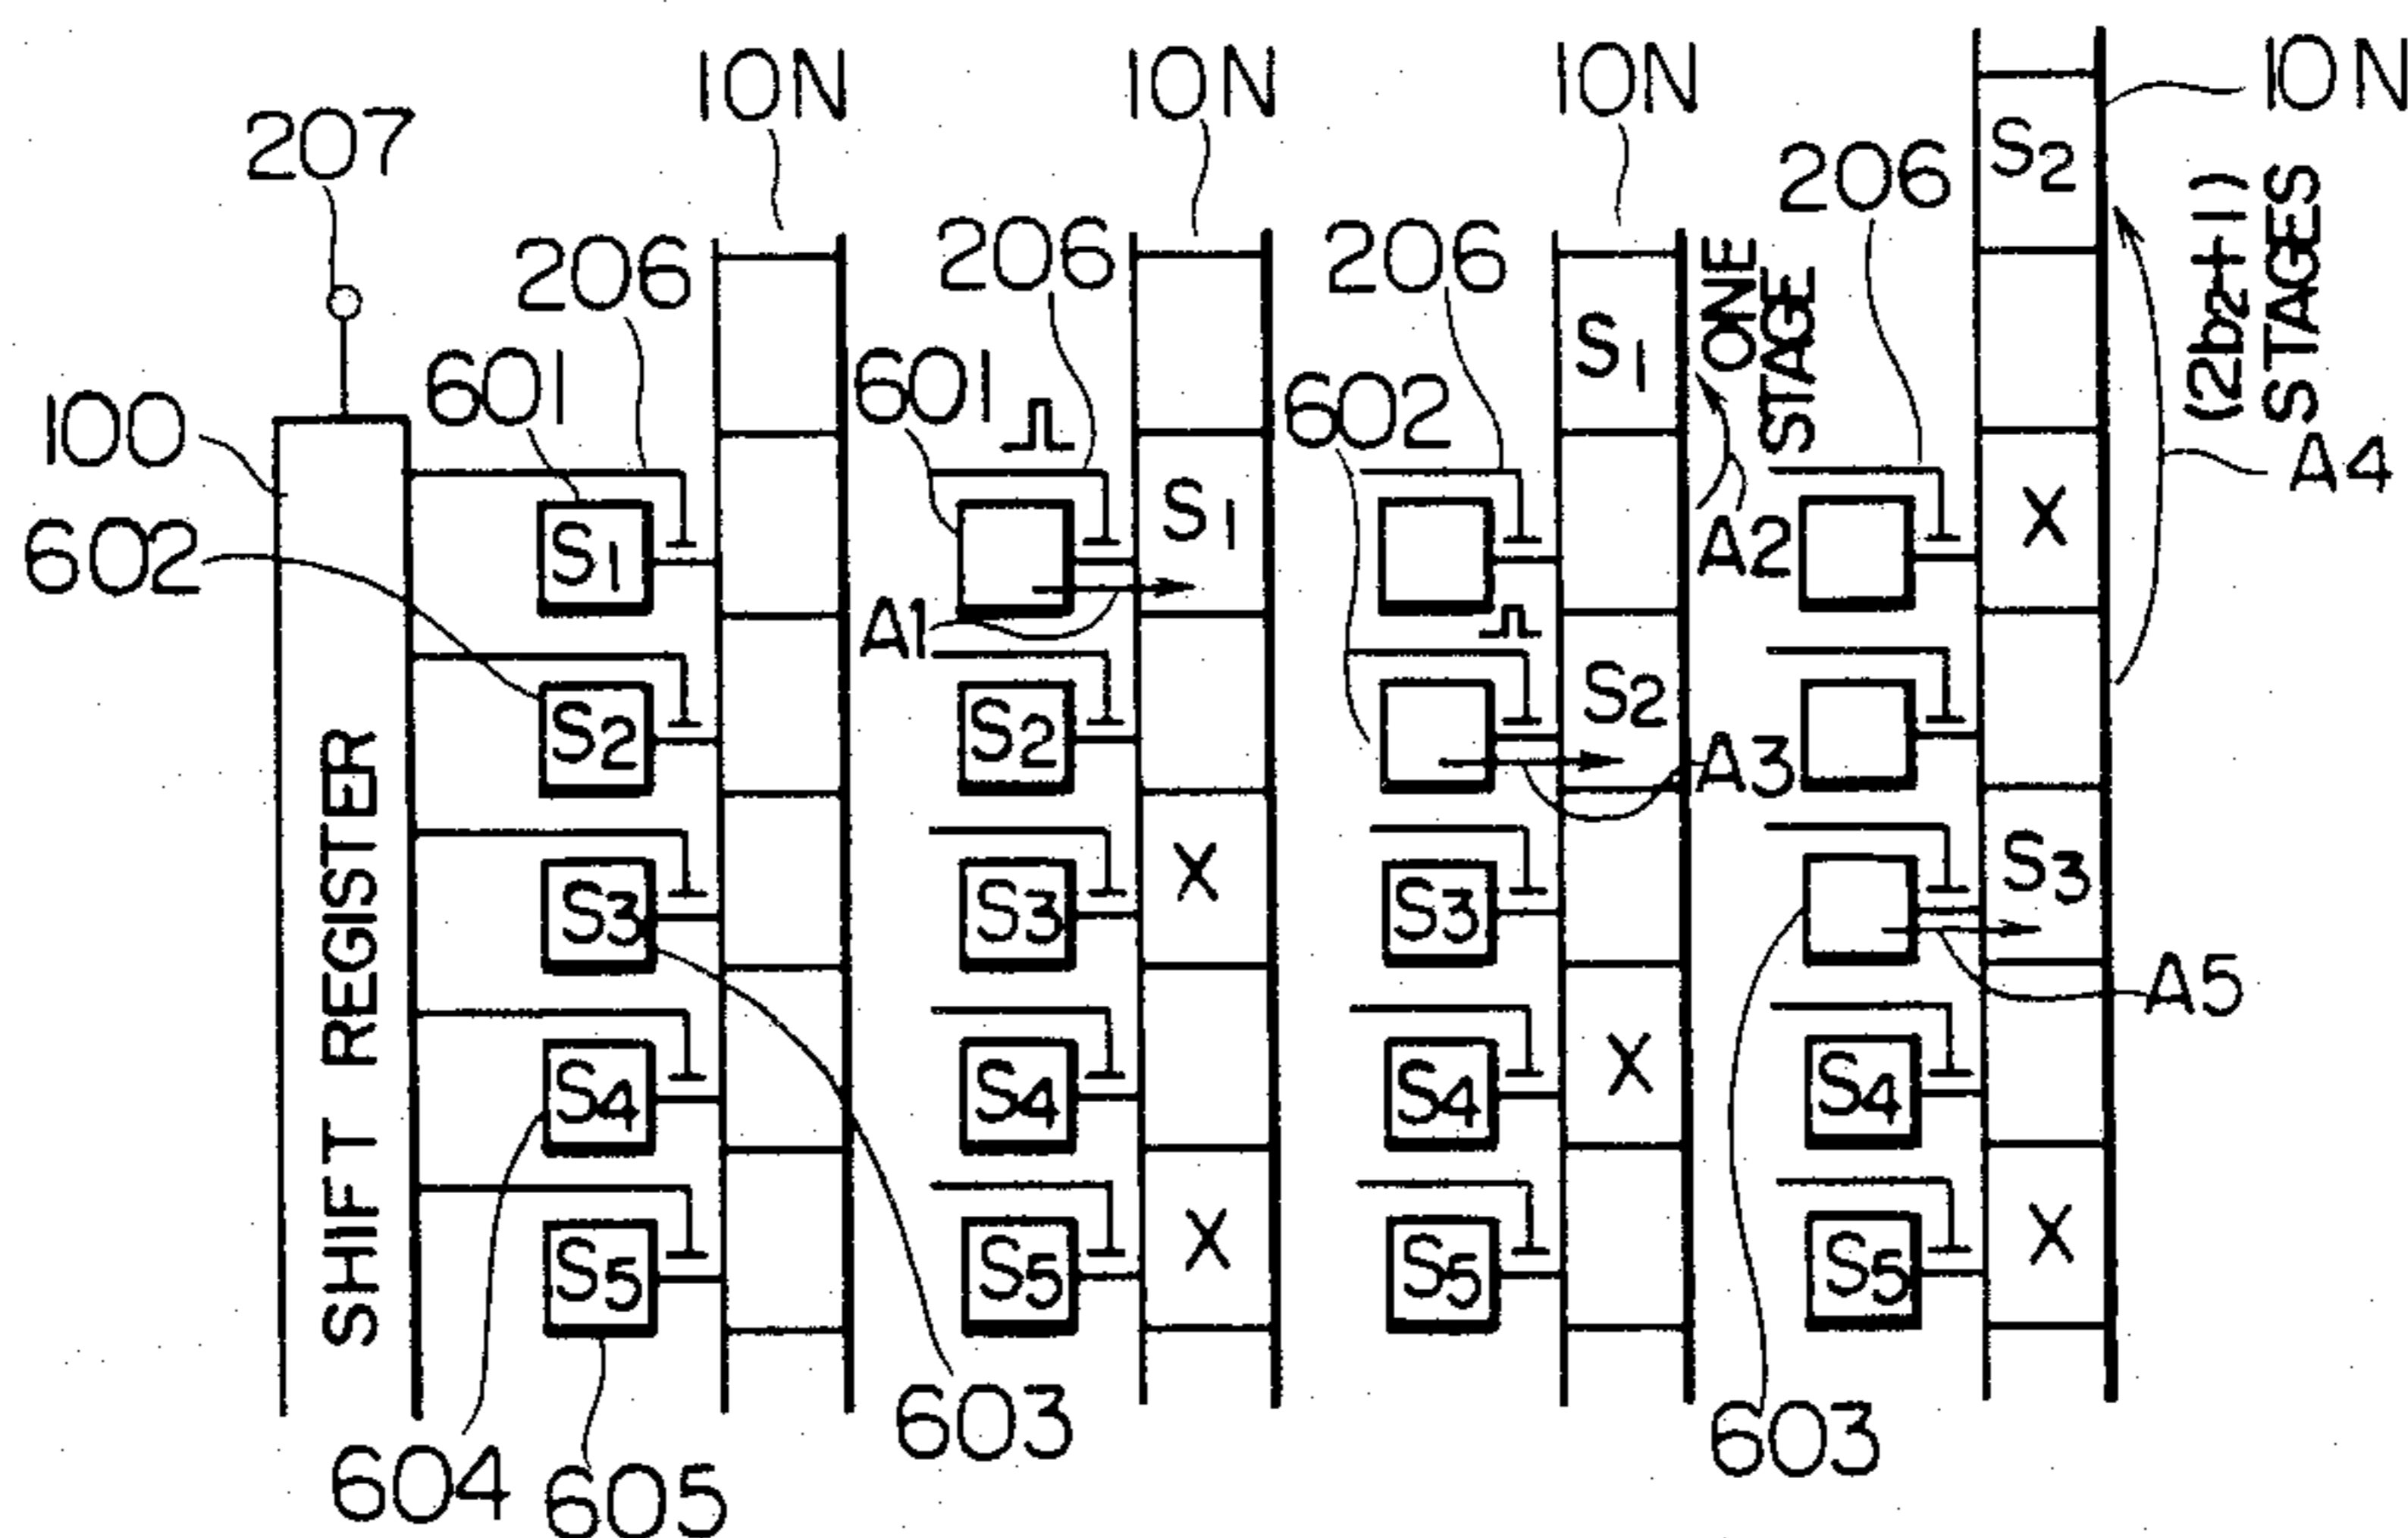 10N 10N 10N 10N
207 206 206 206 206
S2
(2b2+1) STAGES
ONE STAGE
100 601 601 602
S1
A4
602 S1 S1 A2 X
A1
S2 S2 S2
A3
S3 S3 X S3 S3
A5
S4 S4 S4 X S4
S5 S5 X S5 S5 X
SHIFT REGISTER
603 603
604 605